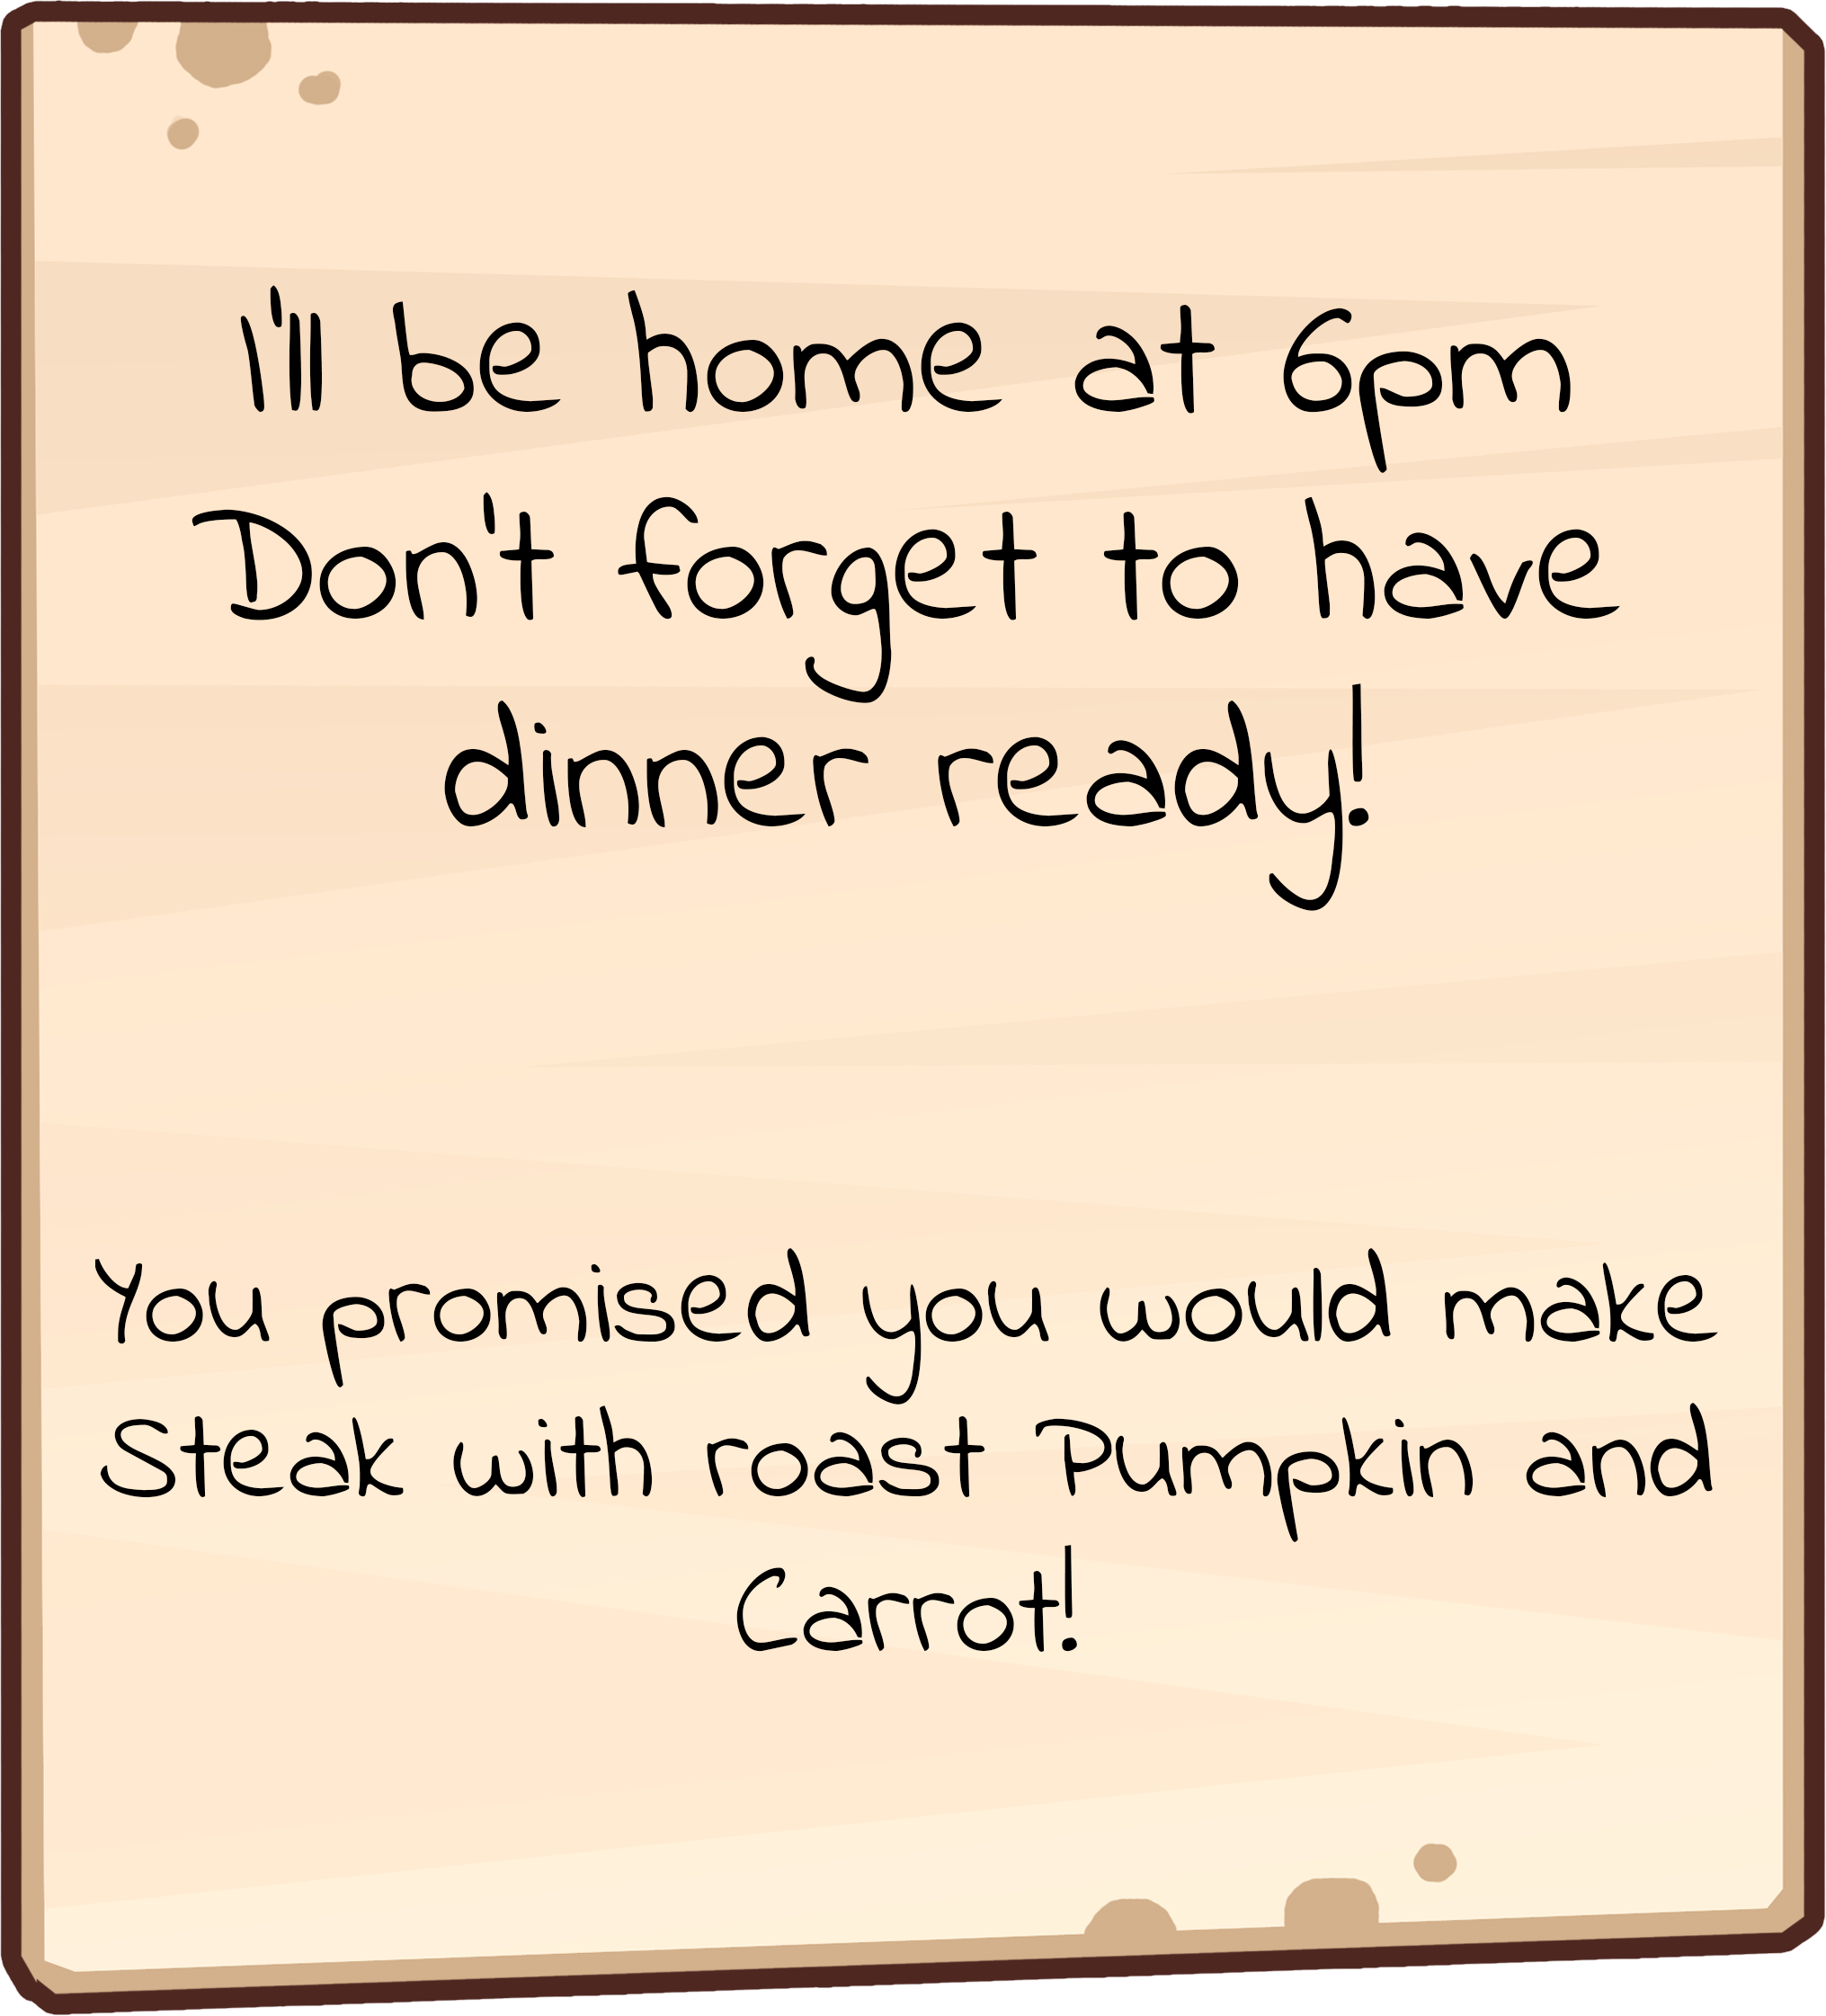 I'll be home at 6pm
Don't forget to have
dinner ready!
You promised you would make
Steak with roast Pumpkin and
Carrot!